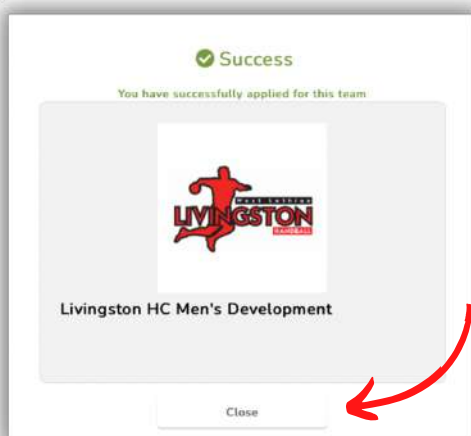 Success
You have successfully applied for this team
West Lothian
LIVINGSTON
HANDBALL
Livingston HC Men's Development
Close